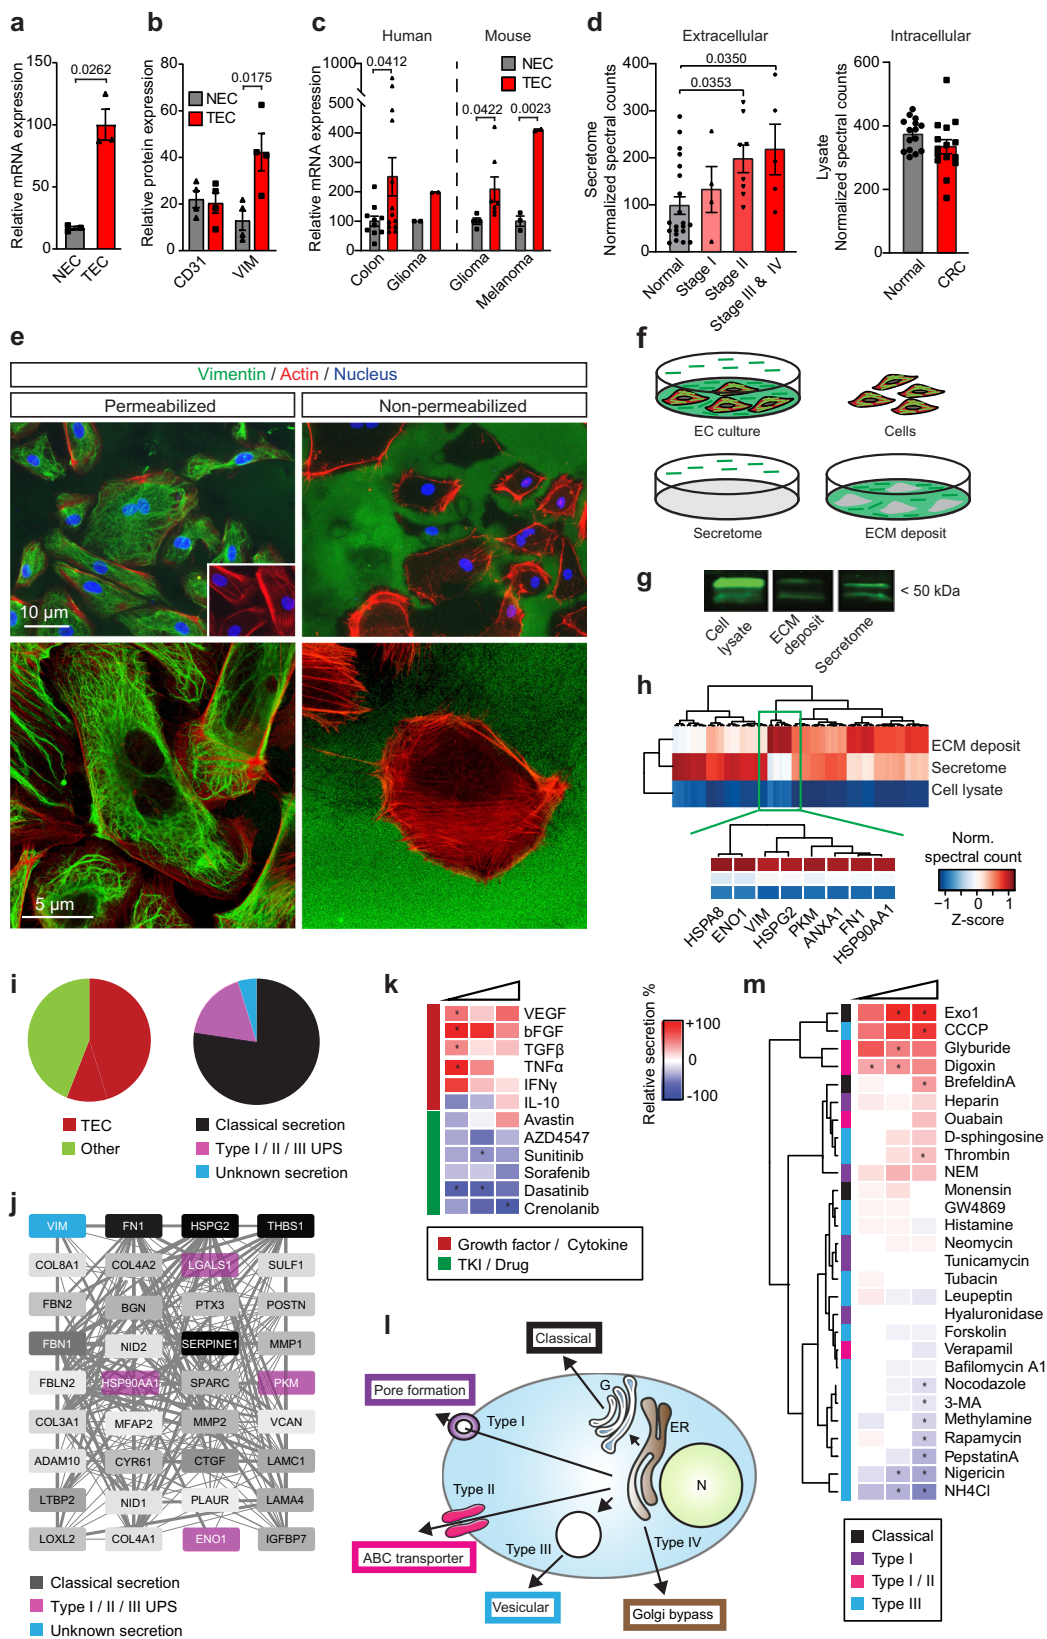 a
Relative mRNA expression
150
100
50
0
0.0262
NEC
TEC
b
Relative protein expression
80
60
40
20
0
NEC
TEC
0.0175
CD31
VIM
c
Human
Mouse
Relative mRNA expression
1000
500
400
300
200
100
0
0.0412
NEC
TEC
0.0422
0.0023
Colon
Glioma
Glioma
Melanoma
d
Extracellular
Intracellular
Secretome
Normalized spectral counts
400
300
200
100
0
0.0350
0.0353
Normal
Stage I
Stage II
Stage III & IV
Lysate
Normalized spectral counts
600
400
200
0
Normal
CRC
e
Vimentin / Actin / Nucleus
Permeabilized
Non-permeabilized
10 µm
5 µm
f
EC culture
Cells
Secretome
ECM deposit
g
< 50 kDa
Cell lysate
ECM deposit
Secretome
h
ECM deposit
Secretome
Cell lysate
HSPA8
ENO1
VIM
HSPG2
PKM
ANXA1
FN1
HSP90AA1
Norm.
spectral count
−1 0 1
Z-score
i
TEC
Other
Classical secretion
Type I / II / III UPS
Unknown secretion
j
VIM FN1 HSPG2 THBS1
COL8A1 COL4A2 LGALS1 SULF1
FBN2 BGN PTX3 POSTN
FBN1 NID2 SERPINE1 MMP1
FBLN2 HSP90AA1 SPARC PKM
COL3A1 MFAP2 MMP2 VCAN
ADAM10 CYR61 CTGF LAMC1
LTBP2 NID1 PLAUR LAMA4
LOXL2 COL4A1 ENO1 IGFBP7
Classical secretion
Type I / II / III UPS
Unknown secretion
k
VEGF
bFGF
TGFβ
TNFα
IFNγ
IL-10
Avastin
AZD4547
Sunitinib
Sorafenib
Dasatinib
Crenolanib
Relative secretion %
+100
-100
Growth factor / Cytokine
TKI / Drug
l
Classical
Pore formation
Type I
G
ER
N
Type II
ABC transporter
Type III
Type IV
Vesicular
Golgi bypass
m
Exo1
CCCP
Glyburide
Digoxin
BrefeldinA
Heparin
Ouabain
D-sphingosine
Thrombin
NEM
Monensin
GW4869
Histamine
Neomycin
Tunicamycin
Tubacin
Leupeptin
Hyaluronidase
Forskolin
Verapamil
Bafilomycin A1
Nocodazole
3-MA
Methylamine
Rapamycin
PepstatinA
Nigericin
NH4Cl
Classical
Type I
Type I / II
Type III